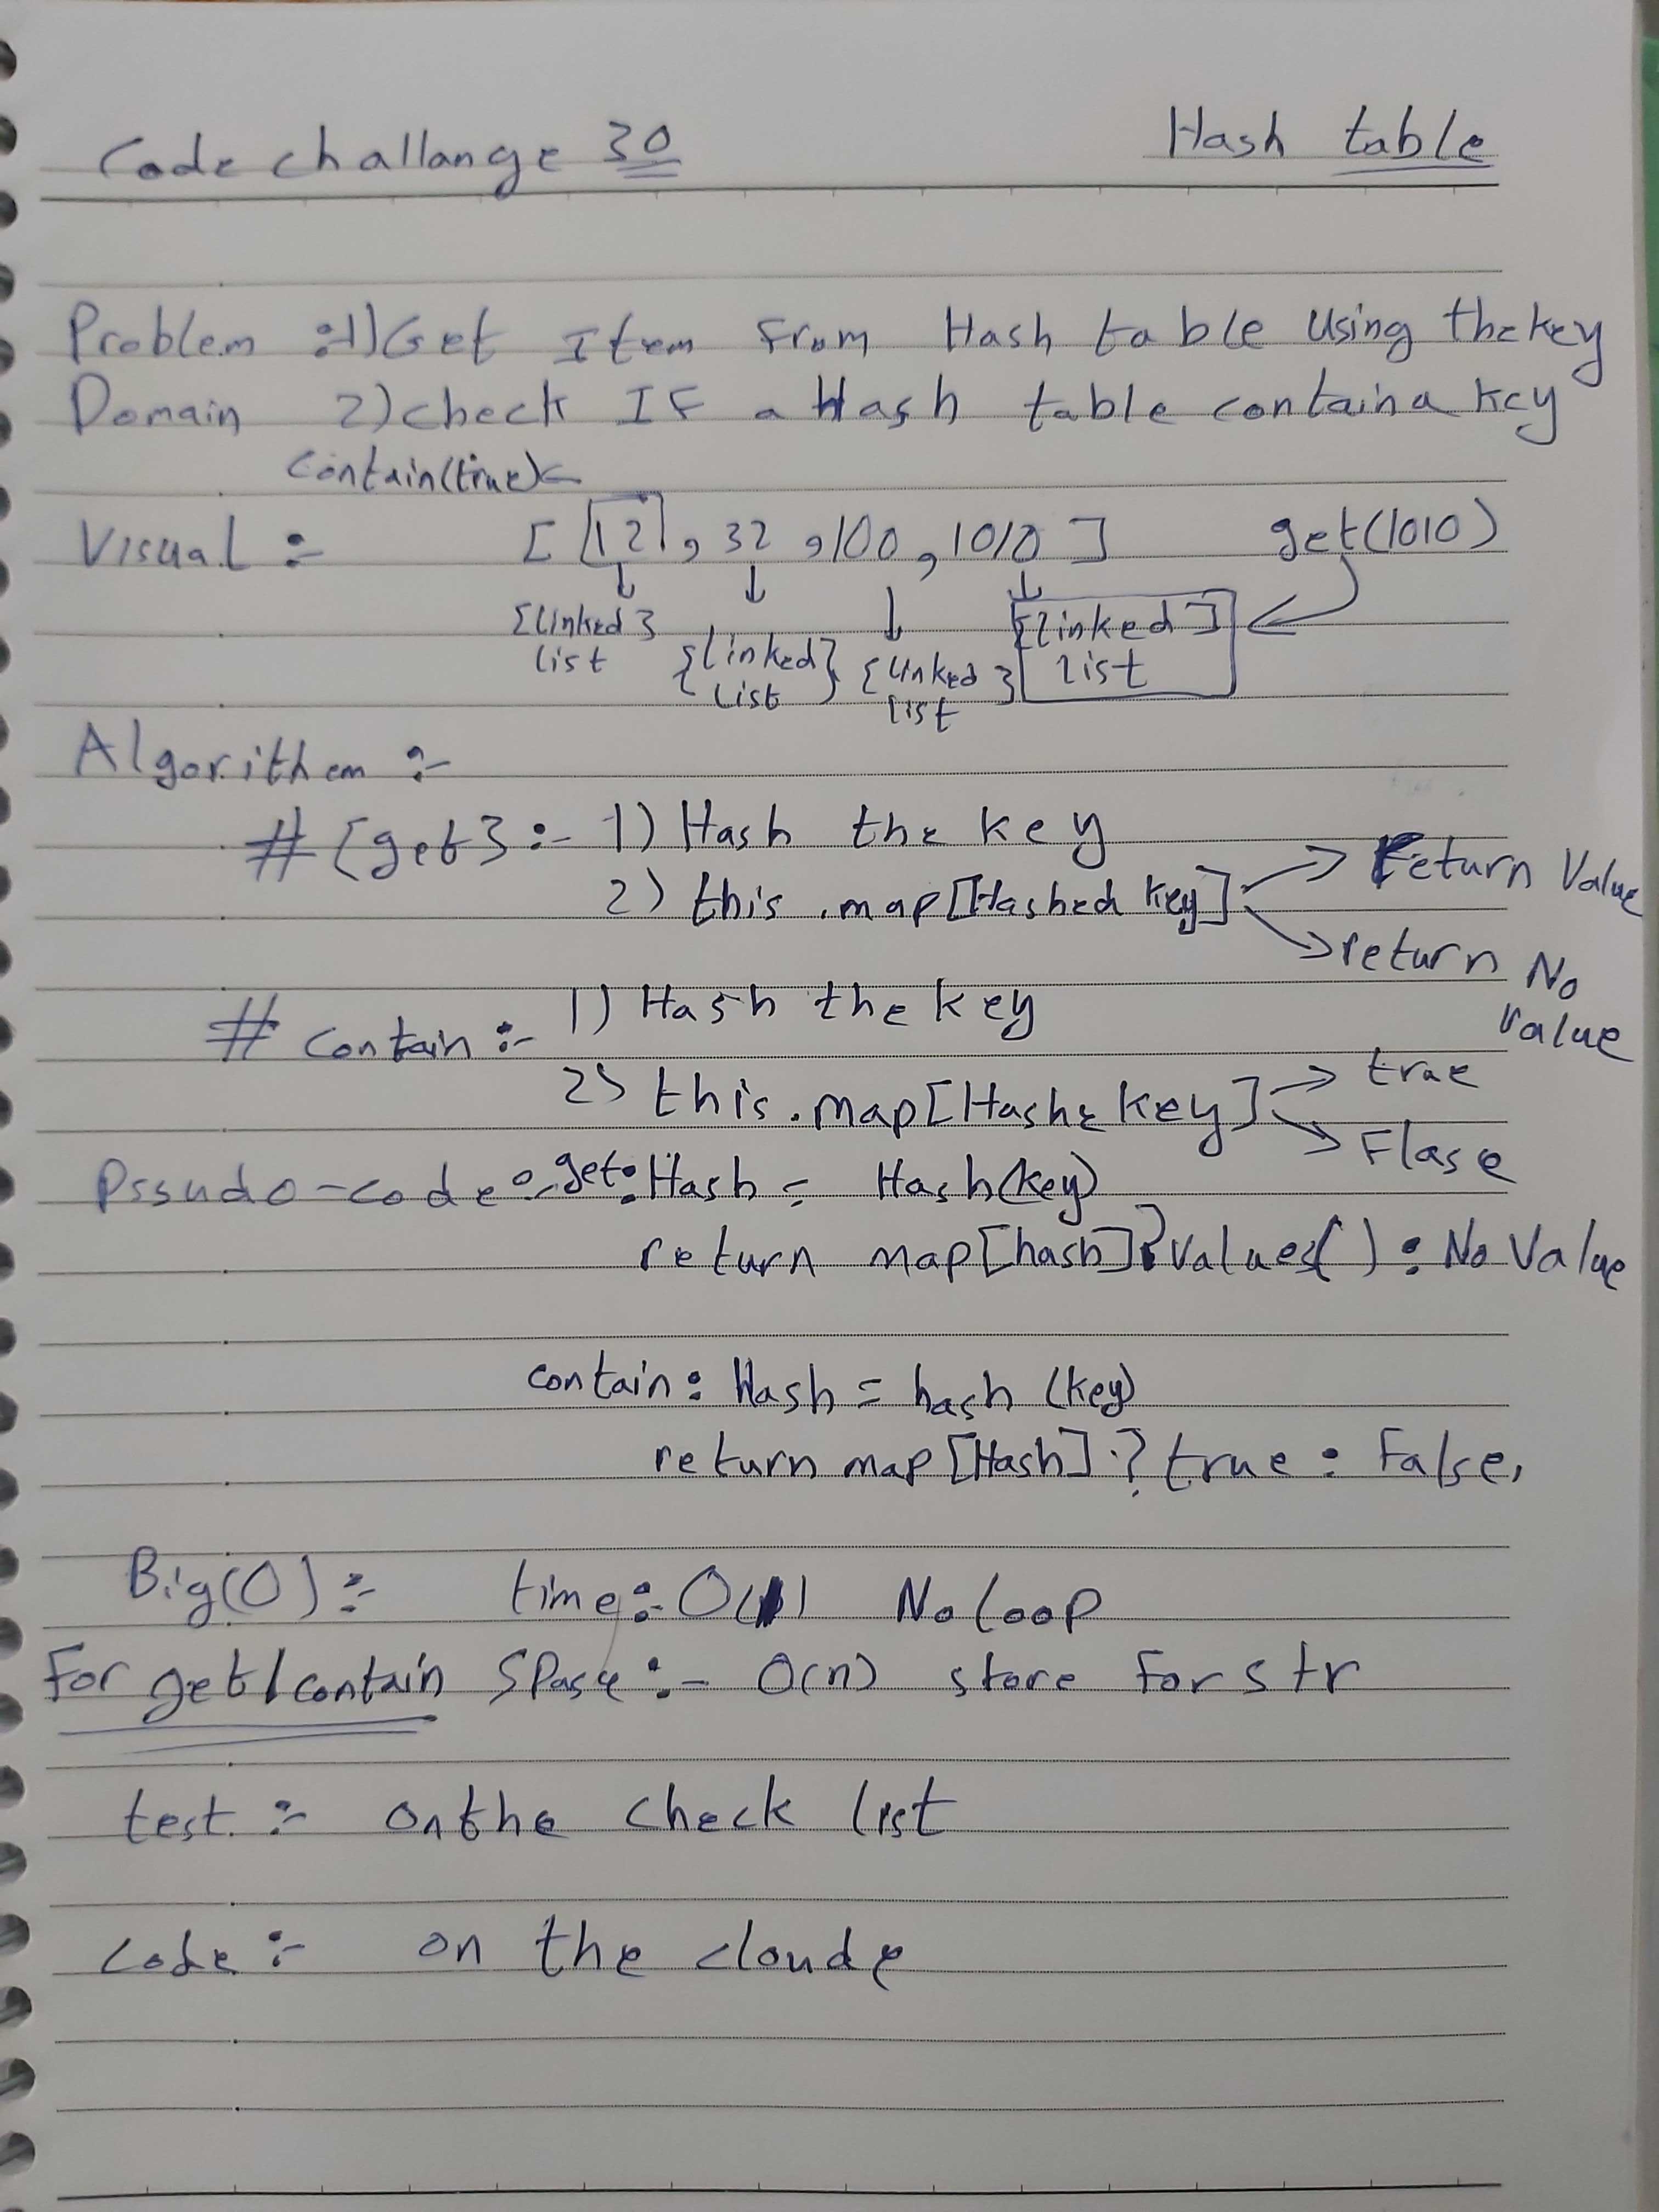 Code challange 30
Hash table
Problem :- 1) Get Item From Hash table Using the key
Domain 2) check IF a Hash table contain a key
contain(true)←
Visual :- [ [12], 32, 100, 1010 ] get(1010)
{linked} {linked} {linked} {linked}
list list list list
Algorithem :-
# {get} :- 1) Hash the key
2) this.map[Hashed key] → return Value
→ return No
Value
# contain :- 1) Hash the key
2) this.map[Hashe key] → true
→ Flase
Pssudo-code :- get: Hash = Hash(key)
return map[hash] ? Values() : No Value
contain: Hash = hash (key)
return map [Hash] ? true : False,
Big(O) :- time :- O(1) No loop
For get/contain SPase :- O(n) store For str
test :- on the check list
Code :- on the cloude